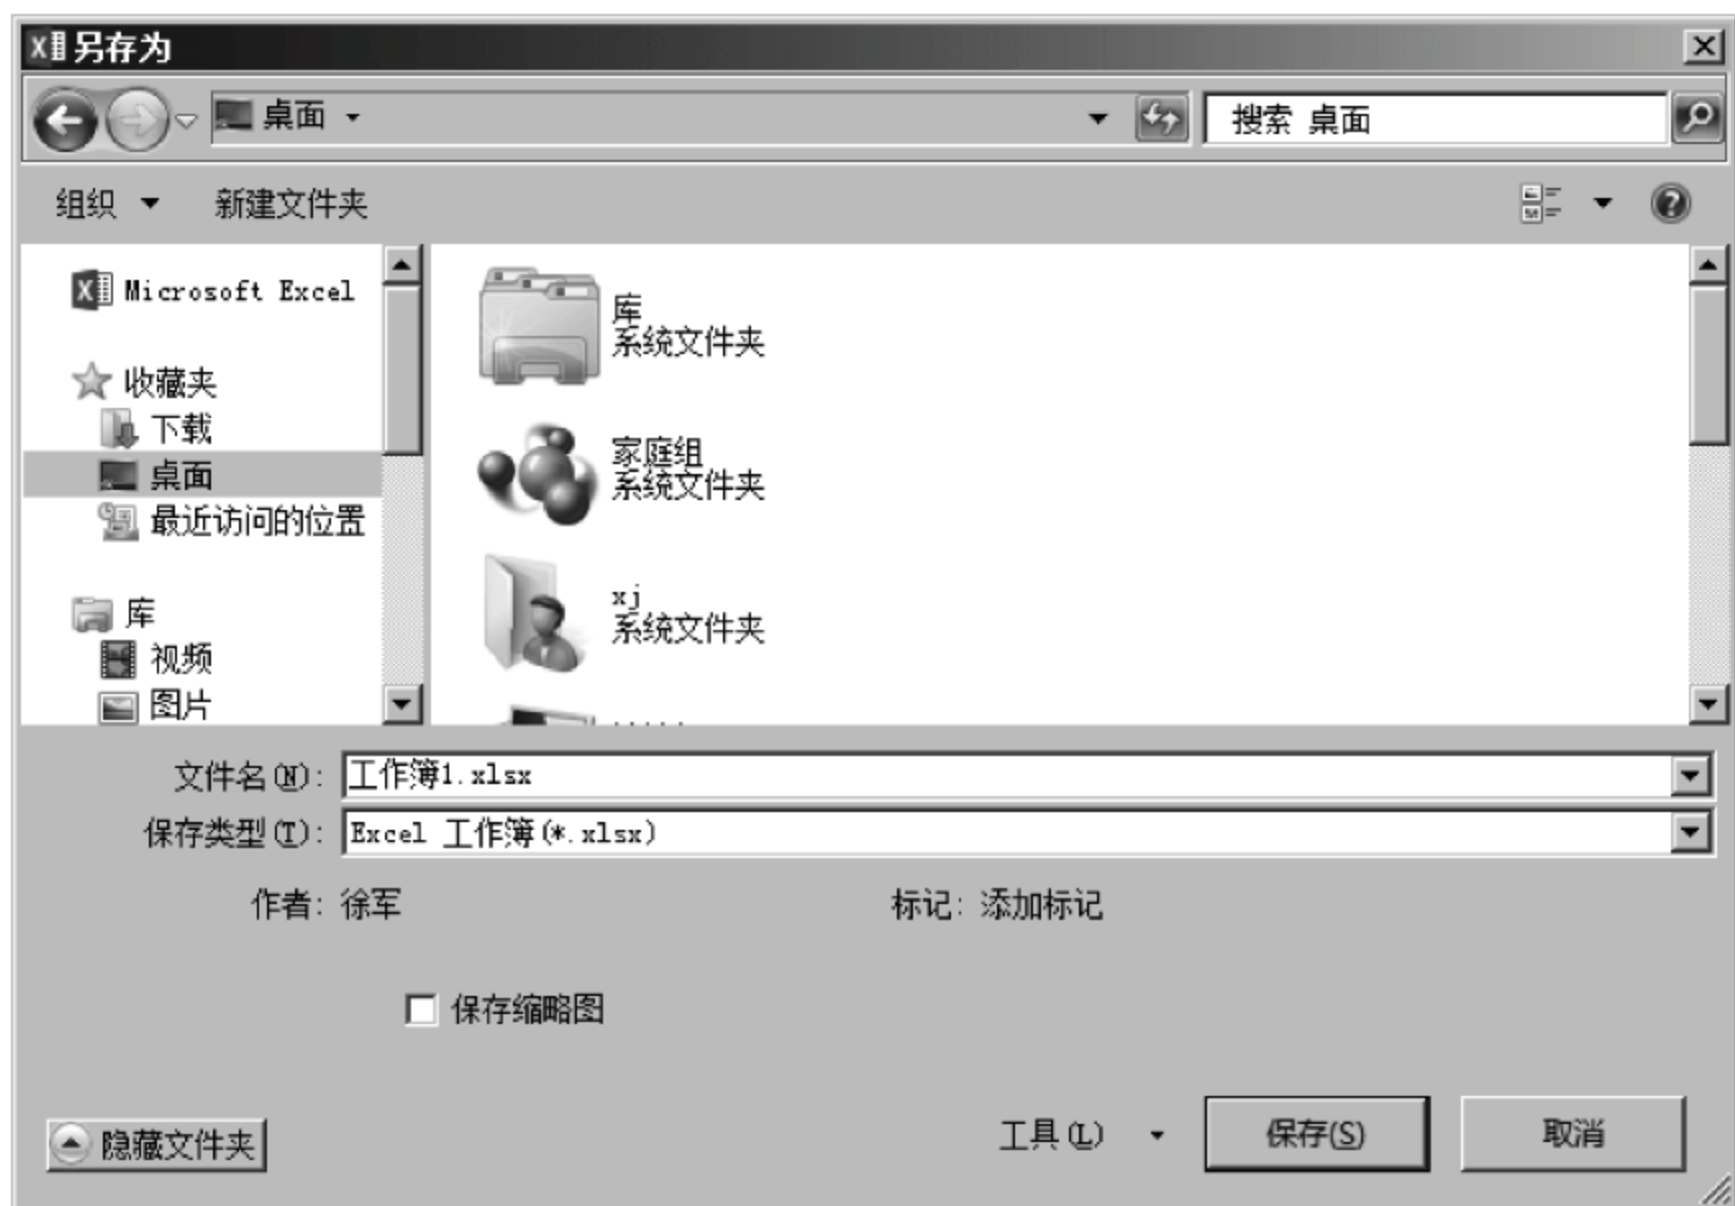 另存为
桌面
搜索 桌面
组织
新建文件夹
Microsoft Excel
收藏夹
下载
桌面
最近访问的位置
库
视频
图片
库
系统文件夹
家庭组
系统文件夹
xj
系统文件夹
文件名(N): 工作簿1.xlsx
保存类型(T): Excel 工作簿(*.xlsx)
作者: 徐军
标记: 添加标记
保存缩略图
隐藏文件夹
工具(L)
保存(S)
取消